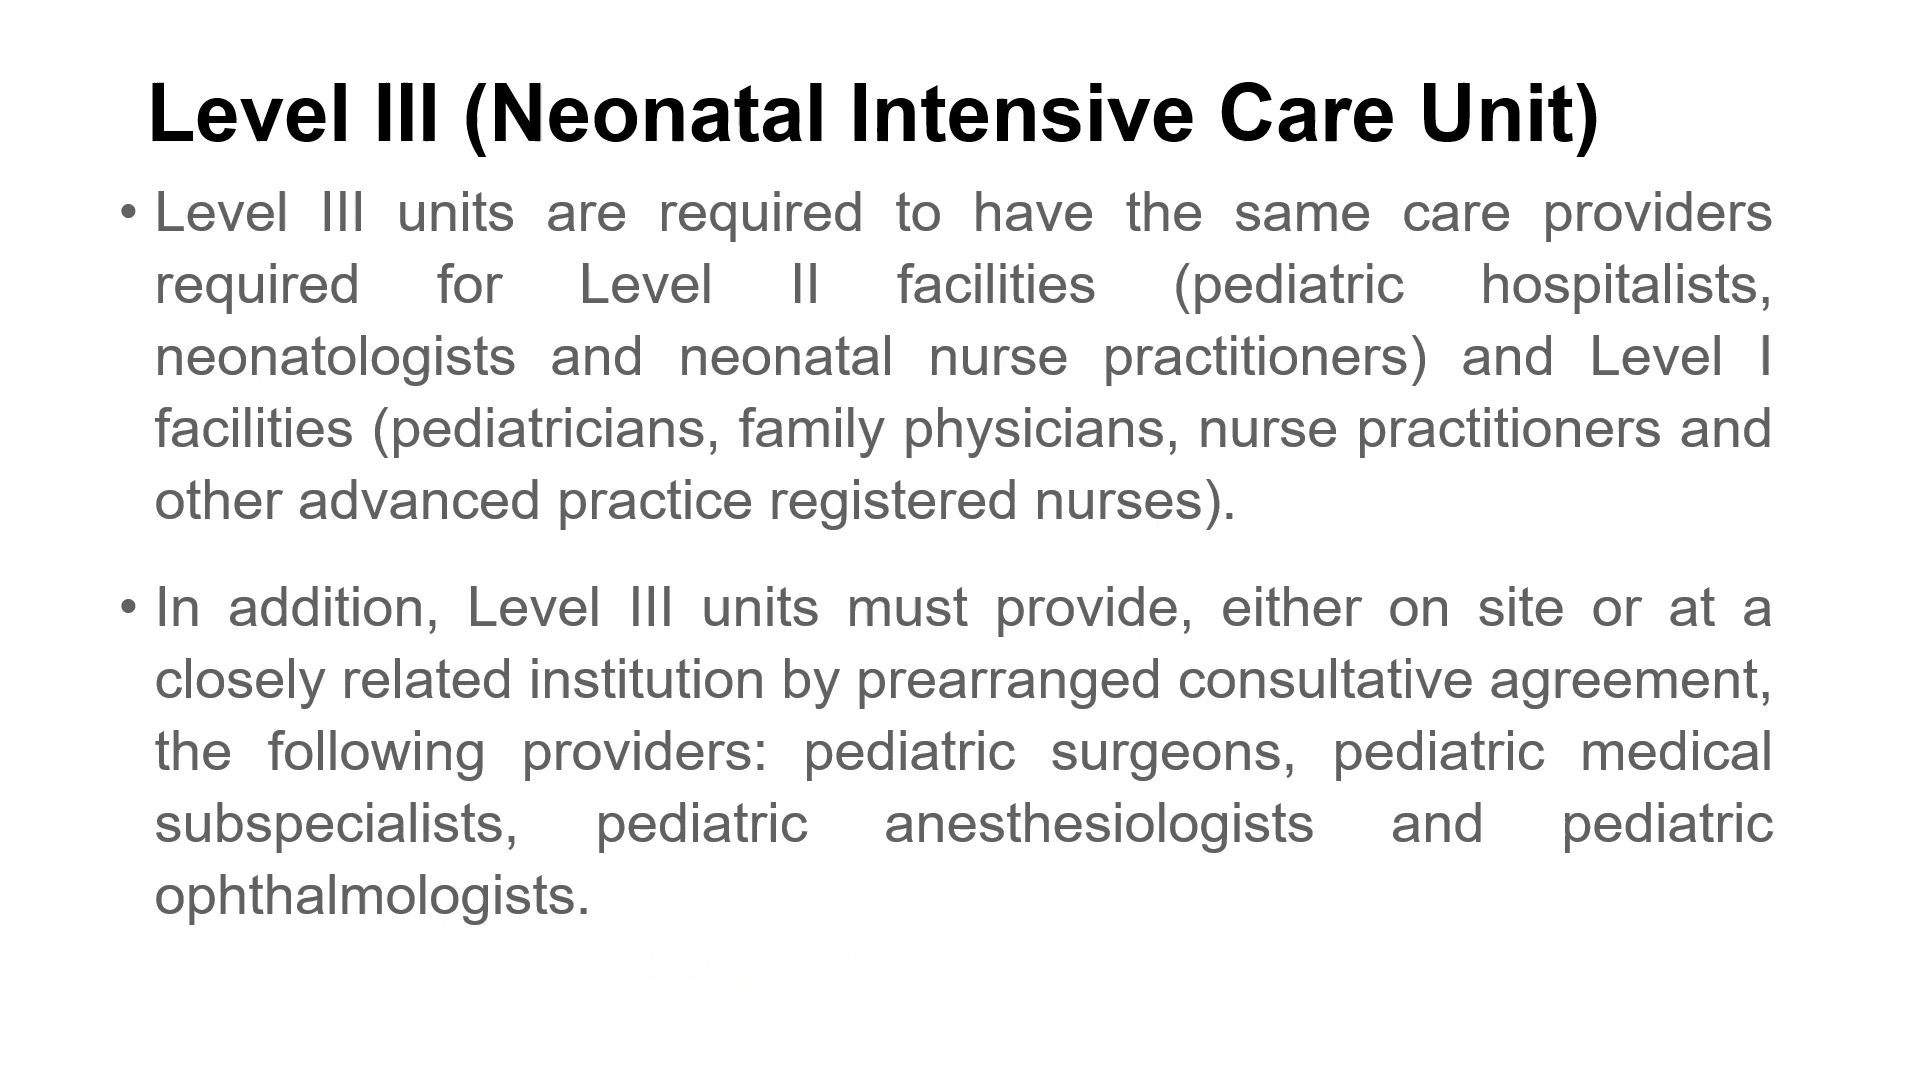 Level III (Neonatal Intensive Care Unit)
• Level III units are required to have the same care providers
required for Level II facilities (pediatric hospitalists,
neonatologists and neonatal nurse practitioners) and Level I
facilities (pediatricians, family physicians, nurse practitioners and
other advanced practice registered nurses).
• In addition, Level III units must provide, either on site or at a
closely related institution by prearranged consultative agreement,
the following providers: pediatric surgeons, pediatric medical
subspecialists, pediatric anesthesiologists and pediatric
ophthalmologists.